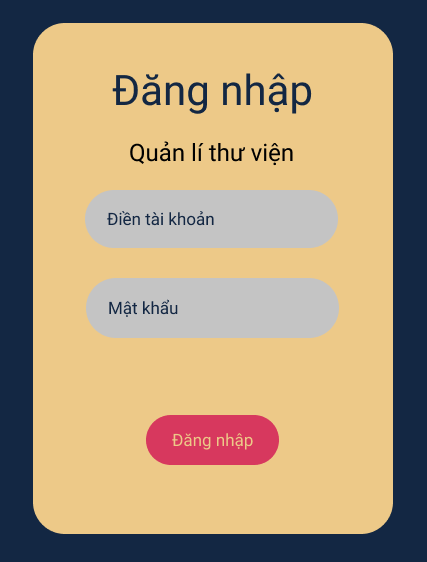 Đăng nhập
Quản lí thư viện
Điền tài khoản
Mật khẩu
Đăng nhập